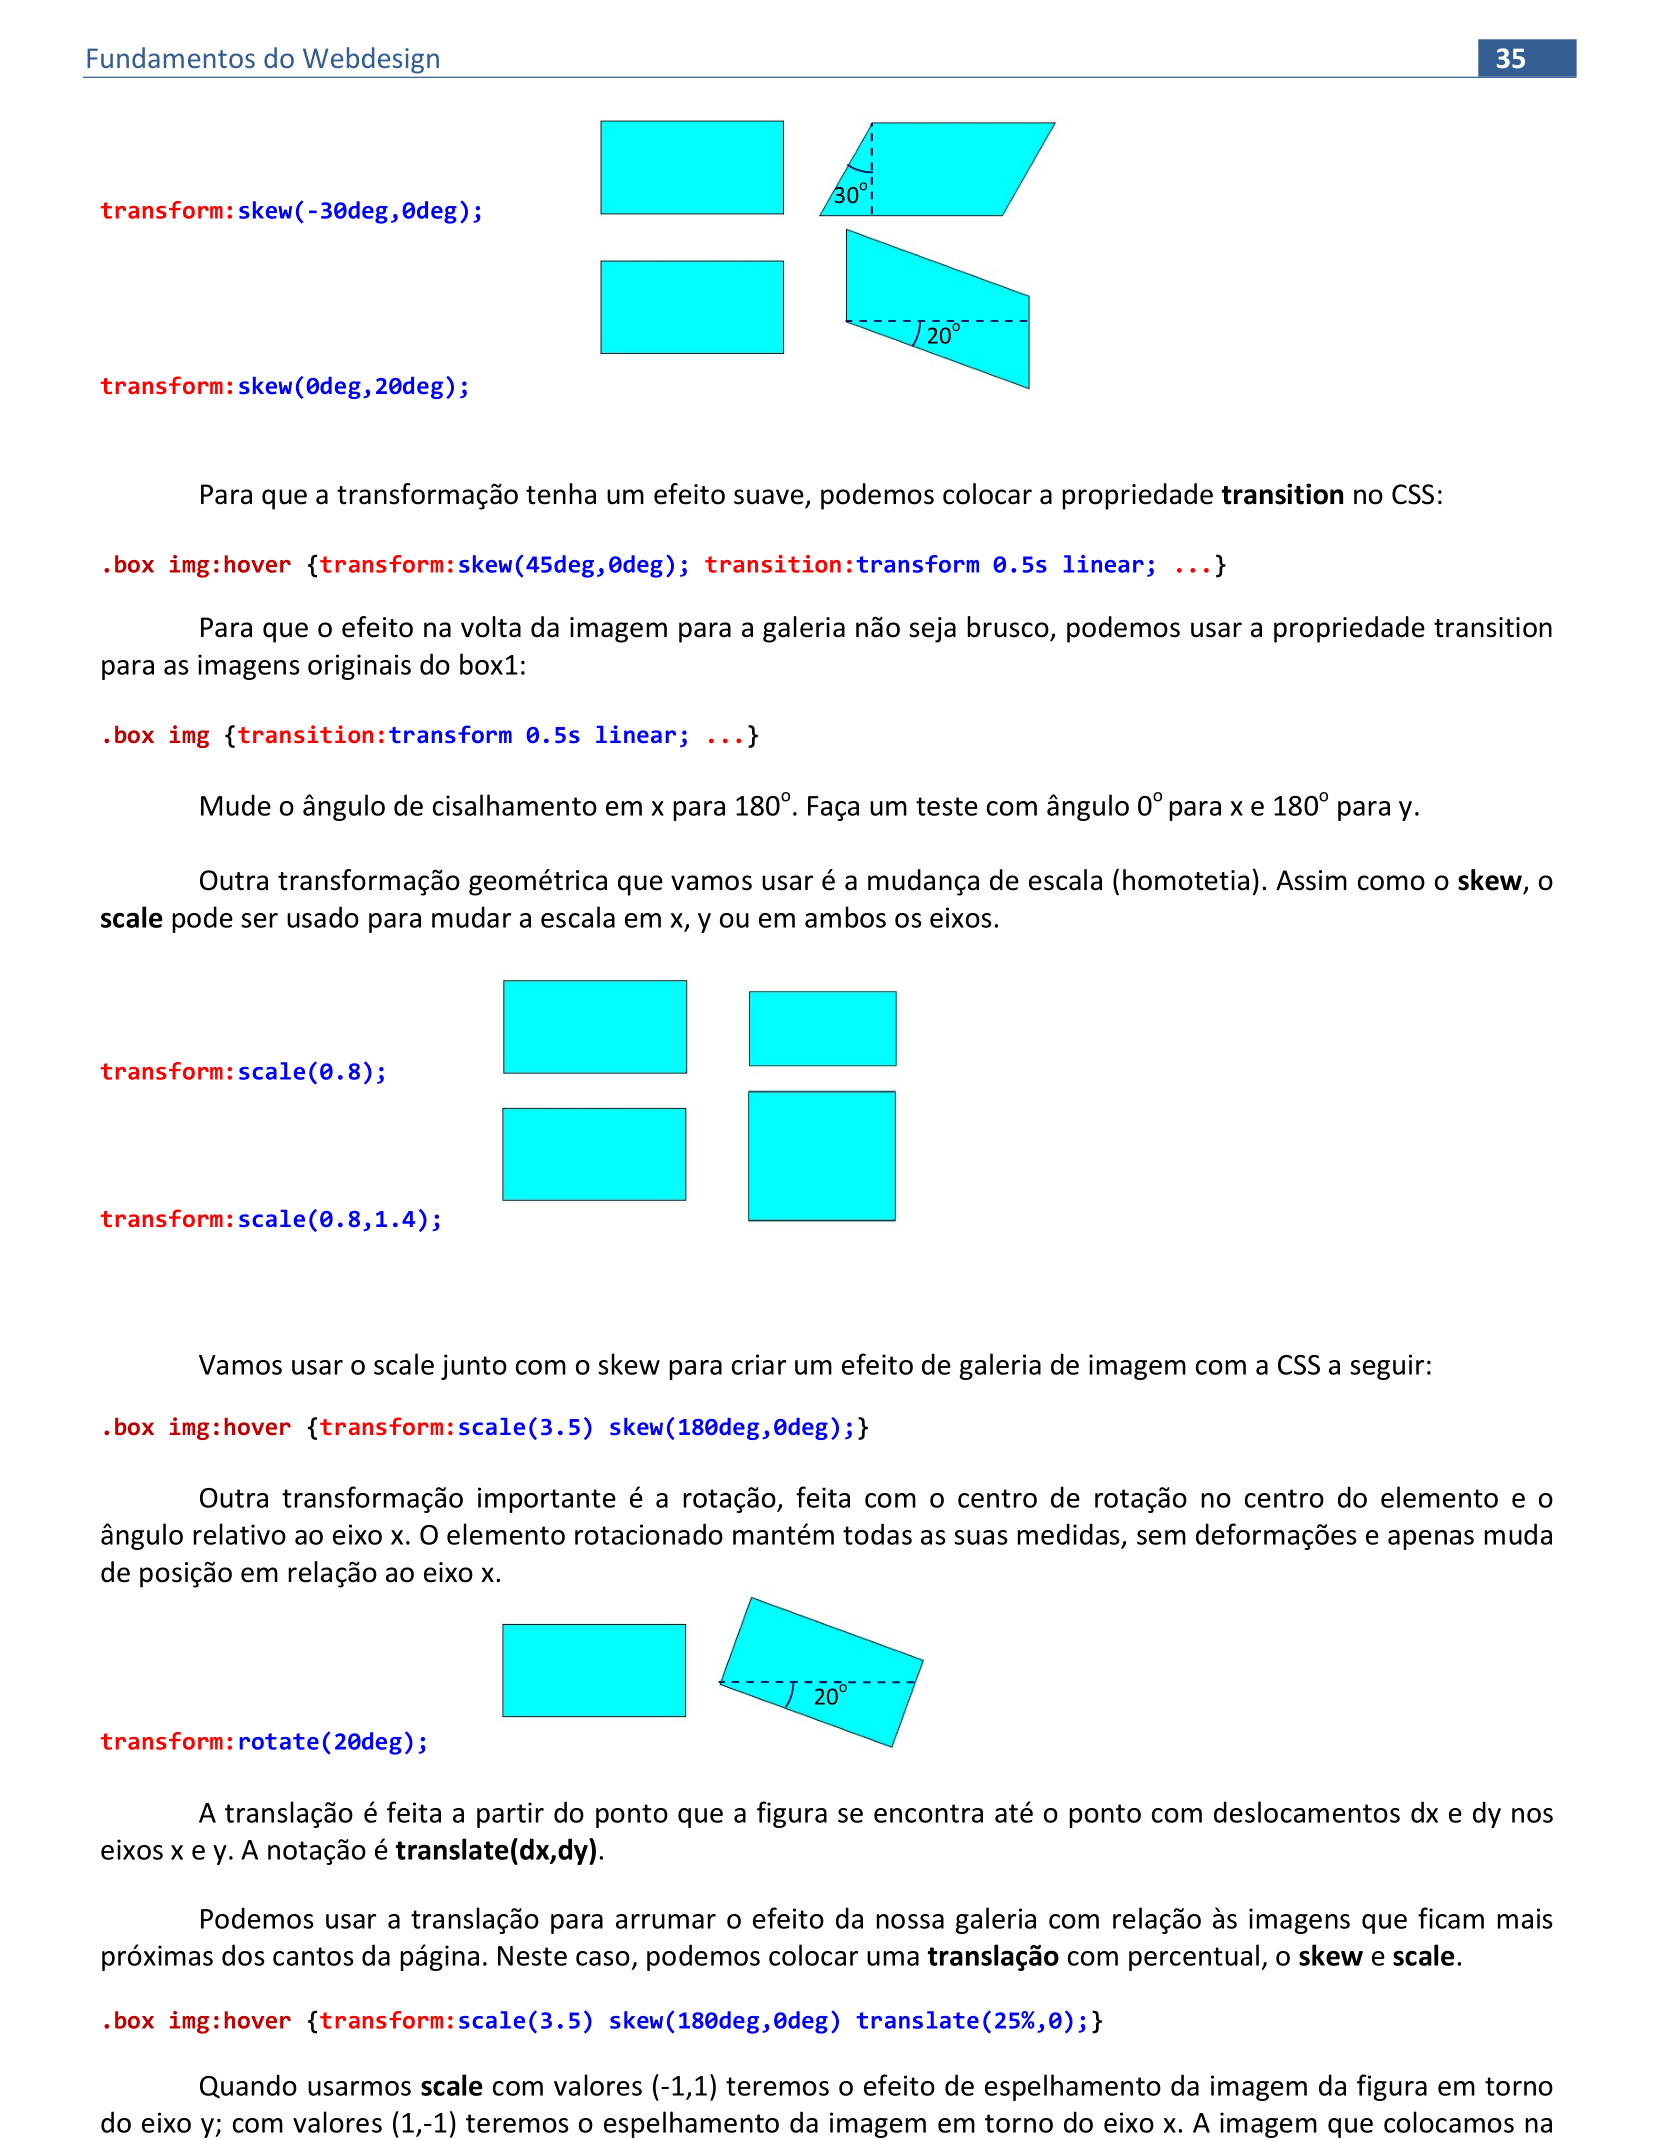 Fundamentos do Webdesign 35
30º
transform:skew(-30deg,0deg);
20º
transform:skew(0deg,20deg);
Para que a transformação tenha um efeito suave, podemos colocar a propriedade transition no CSS:
.box img:hover {transform:skew(45deg,0deg); transition:transform 0.5s linear; ...}
Para que o efeito na volta da imagem para a galeria não seja brusco, podemos usar a propriedade transition
para as imagens originais do box1:
.box img {transition:transform 0.5s linear; ...}
Mude o ângulo de cisalhamento em x para 180º. Faça um teste com ângulo 0º para x e 180º para y.
Outra transformação geométrica que vamos usar é a mudança de escala (homotetia). Assim como o skew, o
scale pode ser usado para mudar a escala em x, y ou em ambos os eixos.
transform:scale(0.8);
transform:scale(0.8,1.4);
Vamos usar o scale junto com o skew para criar um efeito de galeria de imagem com a CSS a seguir:
.box img:hover {transform:scale(3.5) skew(180deg,0deg);}
Outra transformação importante é a rotação, feita com o centro de rotação no centro do elemento e o
ângulo relativo ao eixo x. O elemento rotacionado mantém todas as suas medidas, sem deformações e apenas muda
de posição em relação ao eixo x.
20º
transform:rotate(20deg);
A translação é feita a partir do ponto que a figura se encontra até o ponto com deslocamentos dx e dy nos
eixos x e y. A notação é translate(dx,dy).
Podemos usar a translação para arrumar o efeito da nossa galeria com relação às imagens que ficam mais
próximas dos cantos da página. Neste caso, podemos colocar uma translação com percentual, o skew e scale.
.box img:hover {transform:scale(3.5) skew(180deg,0deg) translate(25%,0);}
Quando usarmos scale com valores (-1,1) teremos o efeito de espelhamento da imagem da figura em torno
do eixo y; com valores (1,-1) teremos o espelhamento da imagem em torno do eixo x. A imagem que colocamos na